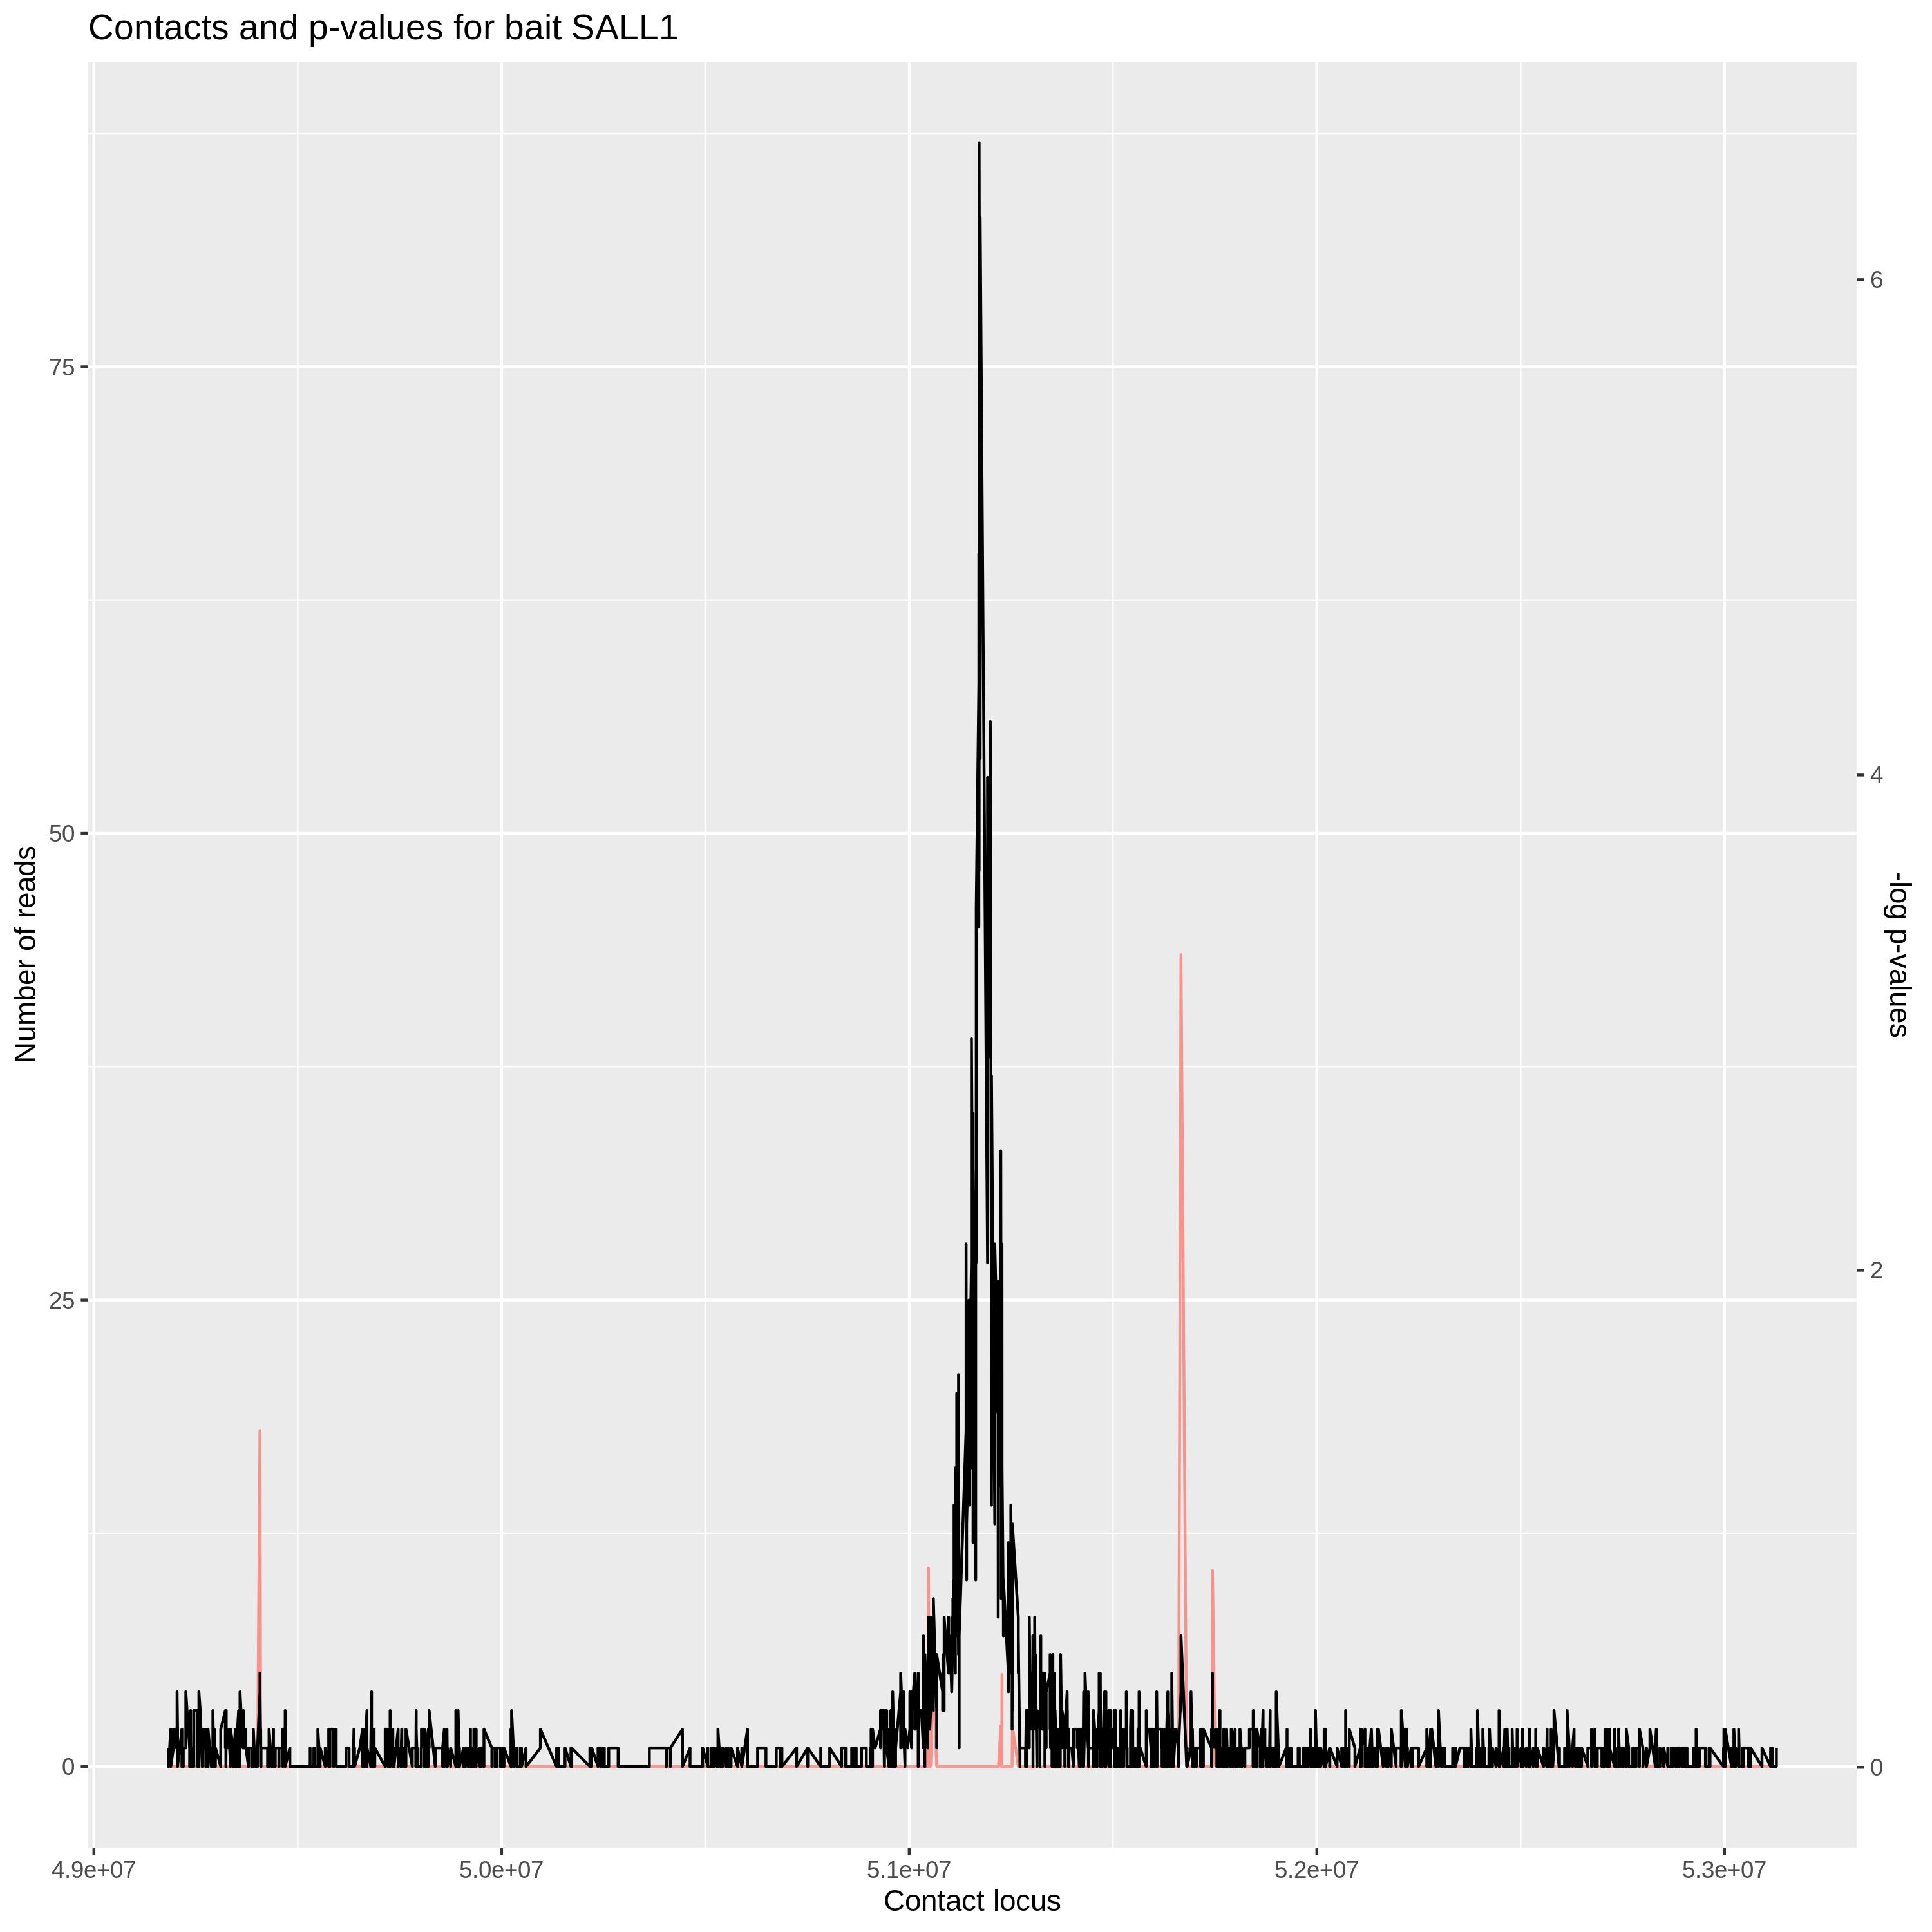 Contacts and p-values for bait SALL1
Number of reads
75
50
25
0
6
4
2
0
-log p-values
4.9e+07
5.0e+07
5.1e+07
5.2e+07
5.3e+07
Contact locus